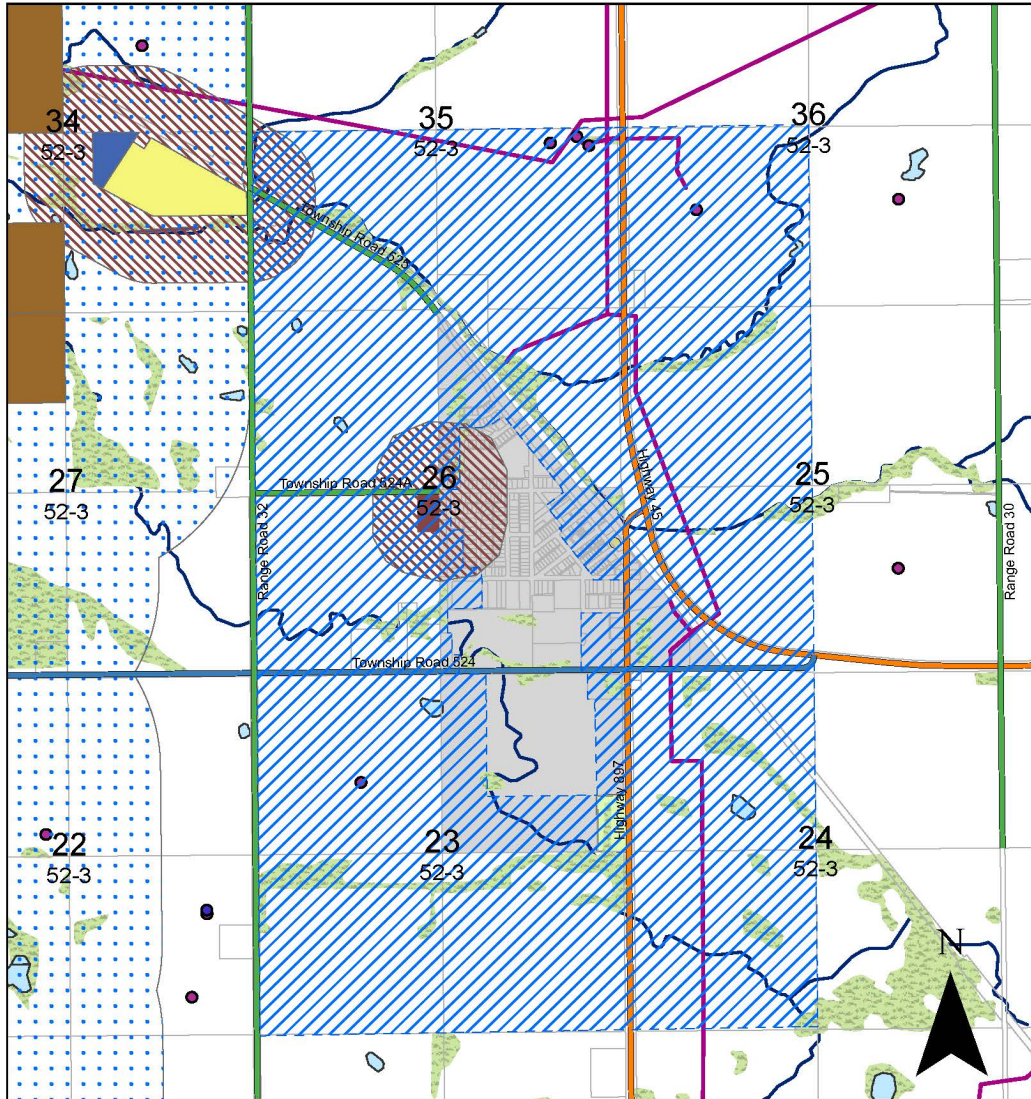 34
52-3
35
52-3
36
52-3
Township Road 525
27
52-3
Township Road 524A
26
52-3
25
52-3
Highway 45
Range Road 32
Range Road 30
Township Road 524
Highway 897
22
52-3
23
52-3
24
52-3
N